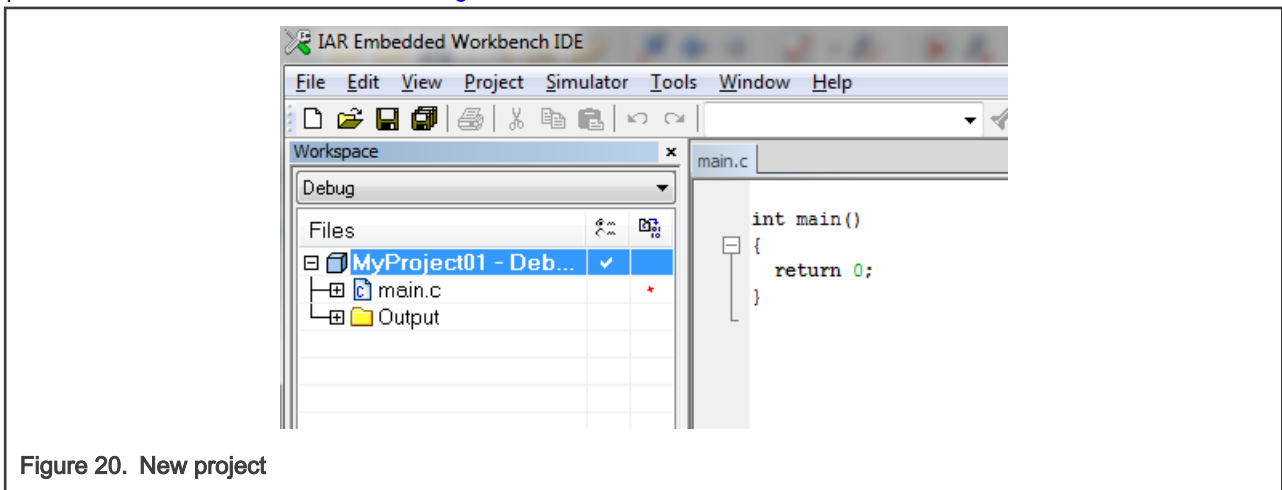 IAR Embedded Workbench IDE
File Edit View Project Simulator Tools Window Help
Workspace
main.c
Debug
Files
MyProject01 - Deb...
main.c
Output
int main()
{
return 0;
}
Figure 20. New project